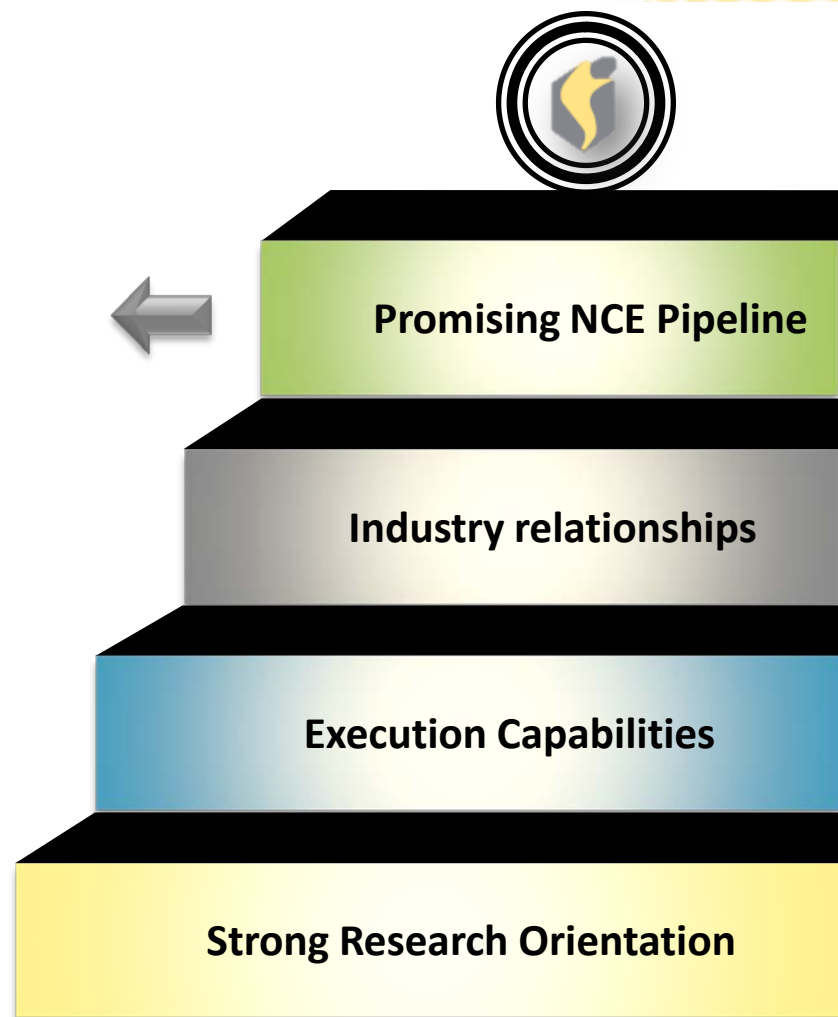 Promising NCE Pipeline
Industry relationships
Execution Capabilities
Strong Research Orientation